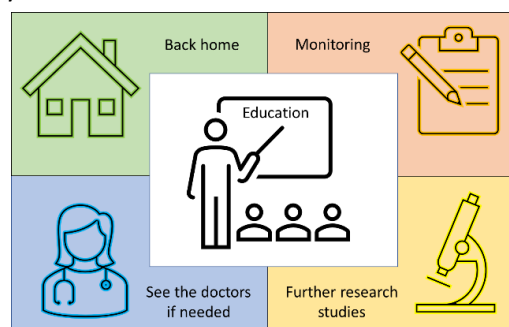 Back home
Monitoring
Education
See the doctors
if needed
Further research
studies